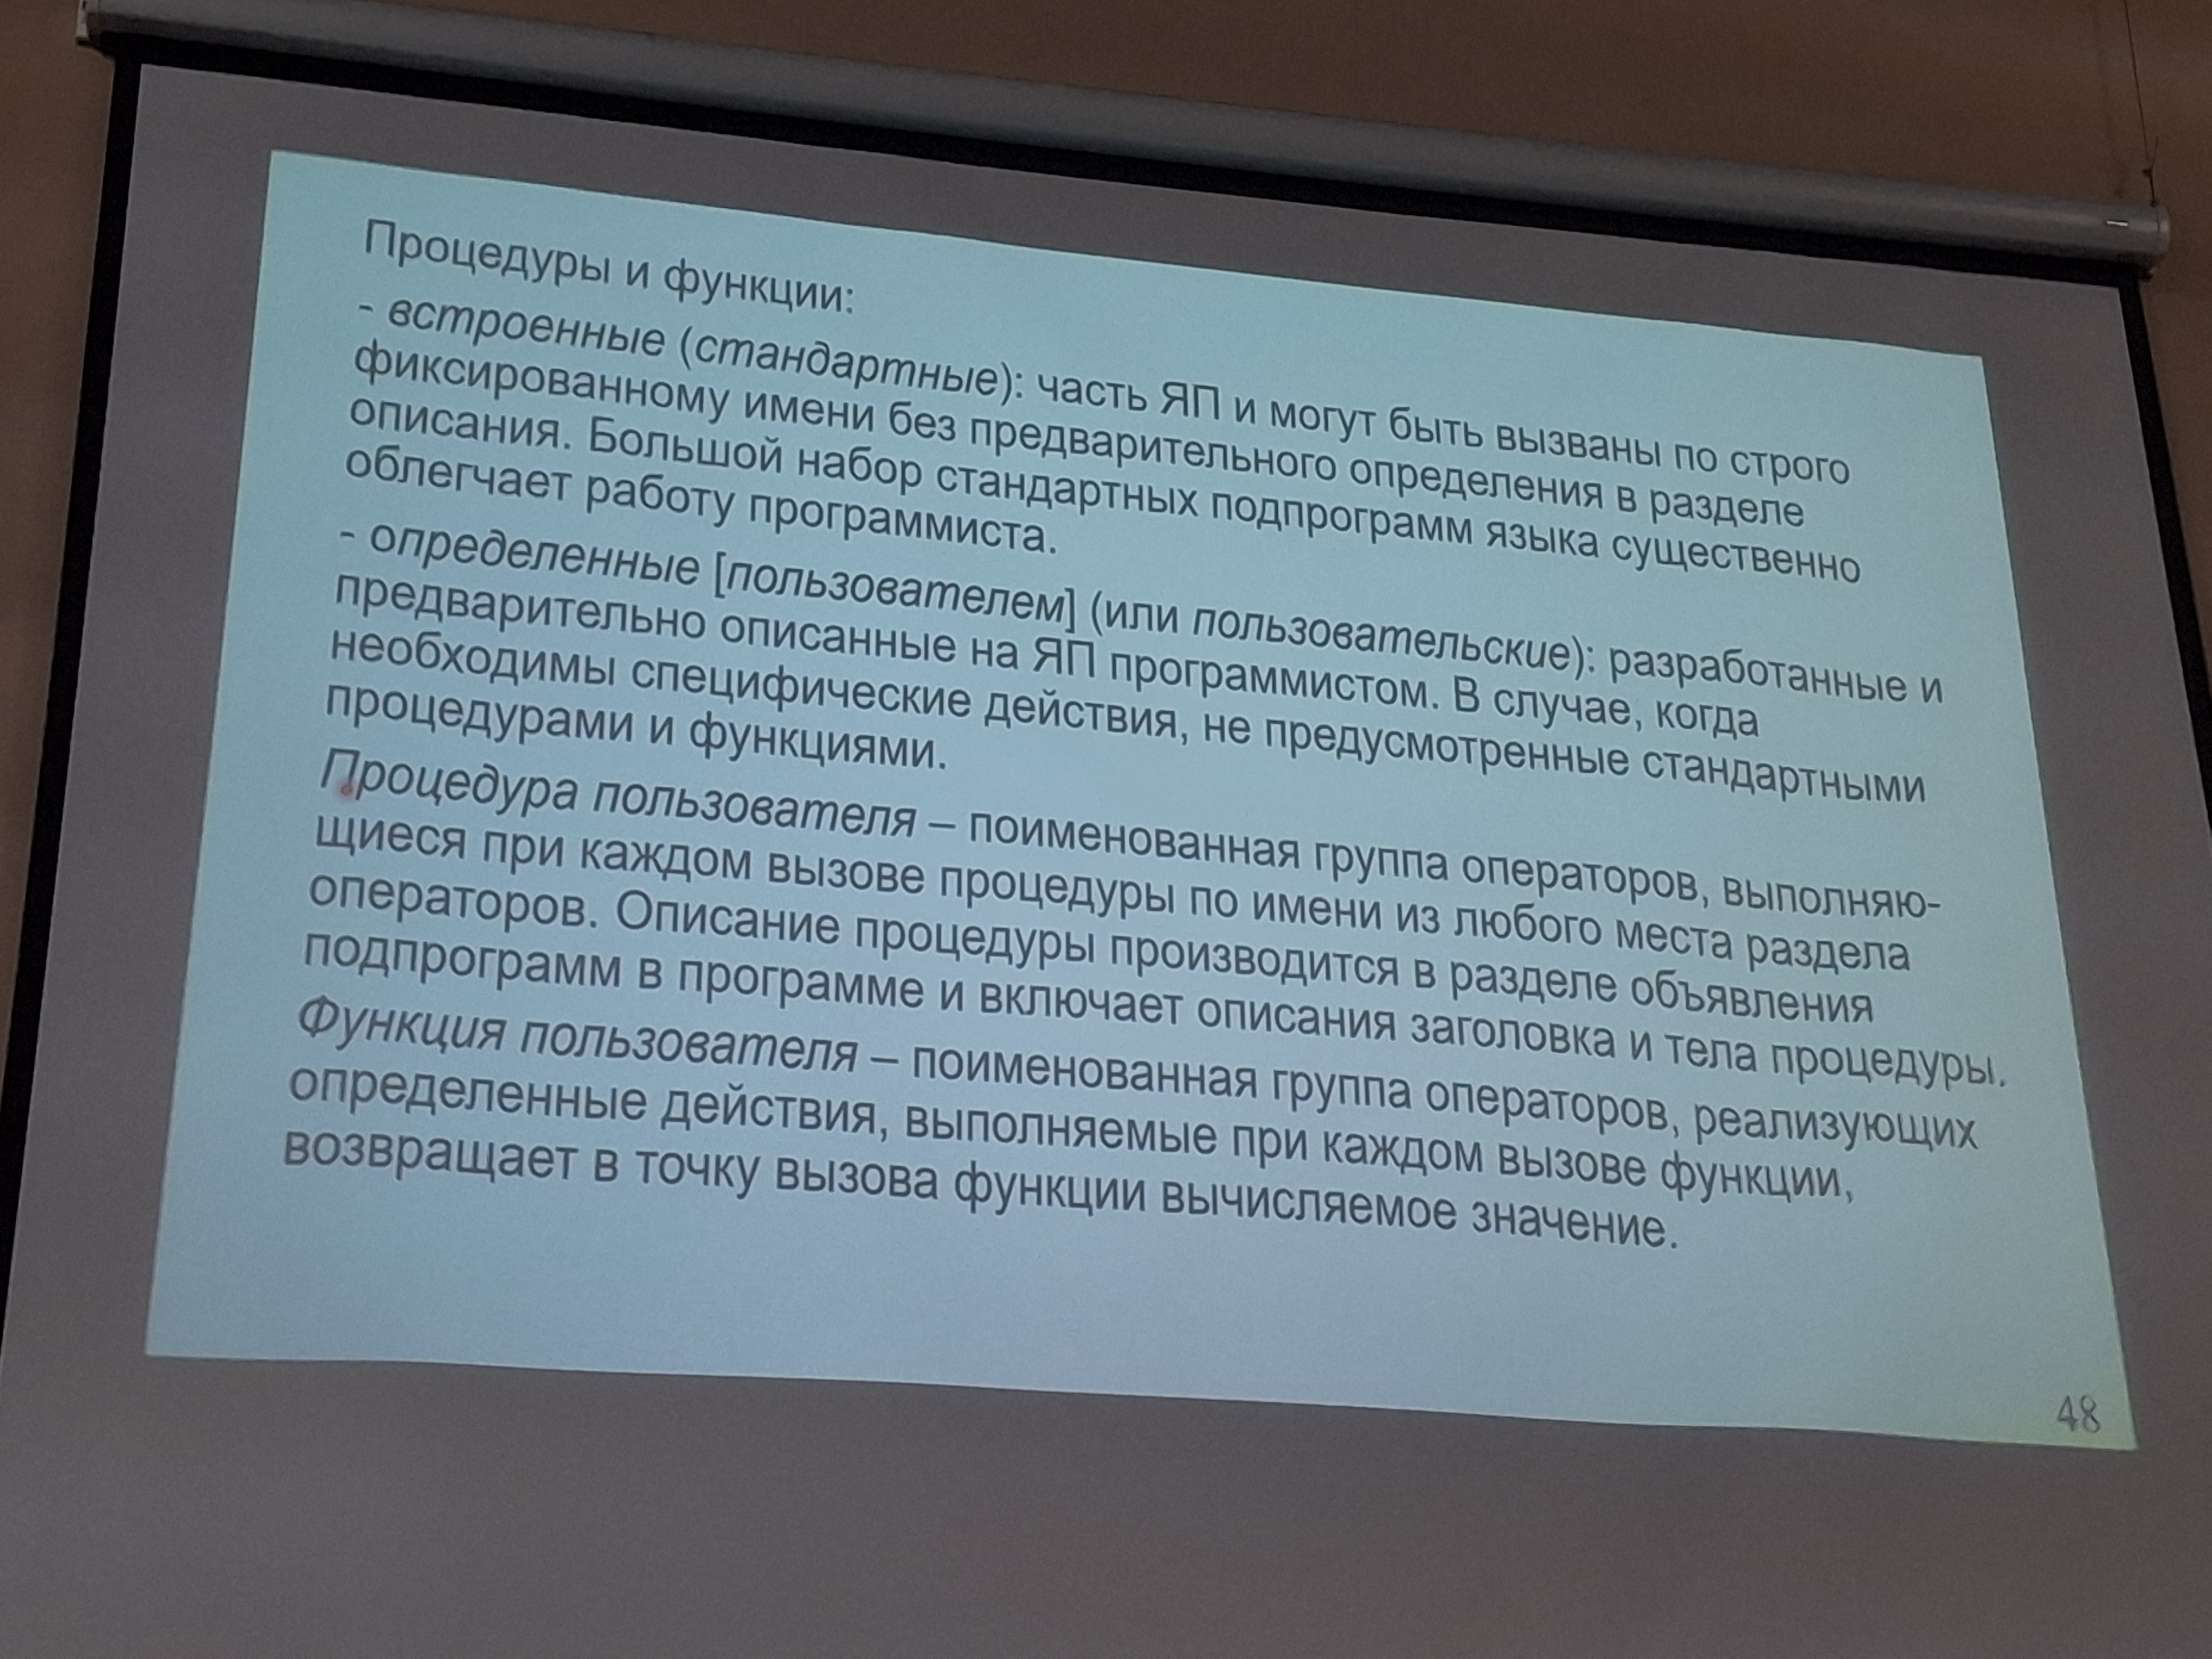 Процедуры и функции:
- встроенные (стандартные): часть ЯП и могут быть вызваны по строго
фиксированному имени без предварительного определения в разделе
описания. Большой набор стандартных подпрограмм языка существенно
облегчает работу программиста.
- определенные [пользователем] (или пользовательские): разработанные и
предварительно описанные на ЯП программистом. В случае, когда
необходимы специфические действия, не предусмотренные стандартными
процедурами и функциями.
Процедура пользователя – поименованная группа операторов, выполняю-
щиеся при каждом вызове процедуры по имени из любого места раздела
операторов. Описание процедуры производится в разделе объявления
подпрограмм в программе и включает описания заголовка и тела процедуры.
Функция пользователя – поименованная группа операторов, реализующих
определенные действия, выполняемые при каждом вызове функции,
возвращает в точку вызова функции вычисляемое значение.
48